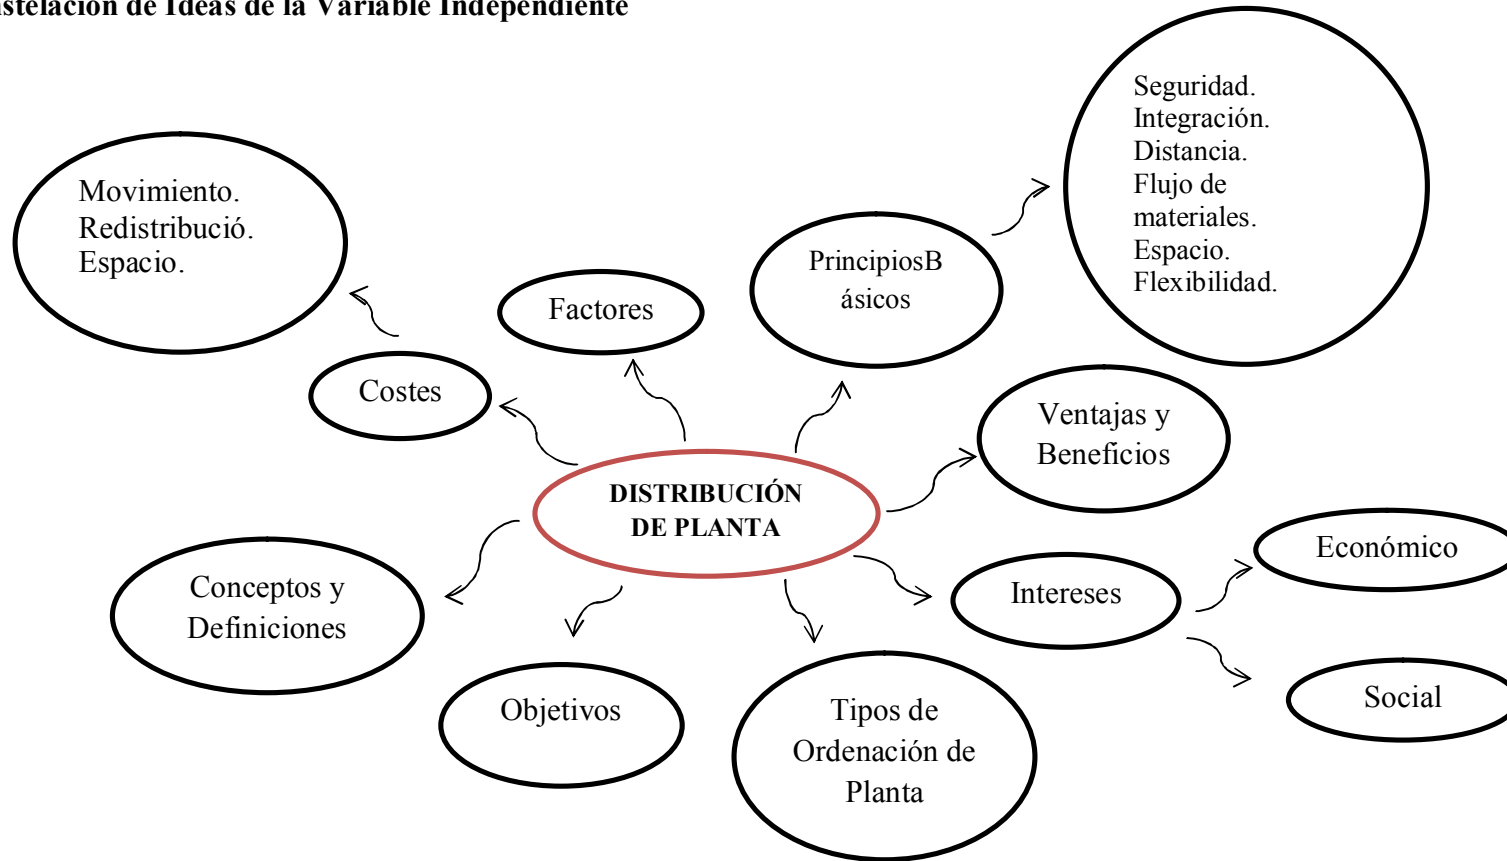 nstelación de Ideas de la Variable Independiente
Seguridad.
Integración.
Distancia.
Flujo de
materiales.
Espacio.
Flexibilidad.
Movimiento.
Redistribució.
Espacio.
PrincipiosB
ásicos
Factores
Costes
Ventajas y
Beneficios
DISTRIBUCIÓN
DE PLANTA
Económico
Conceptos y
Definiciones
Intereses
Objetivos
Tipos de
Ordenación de
Planta
Social